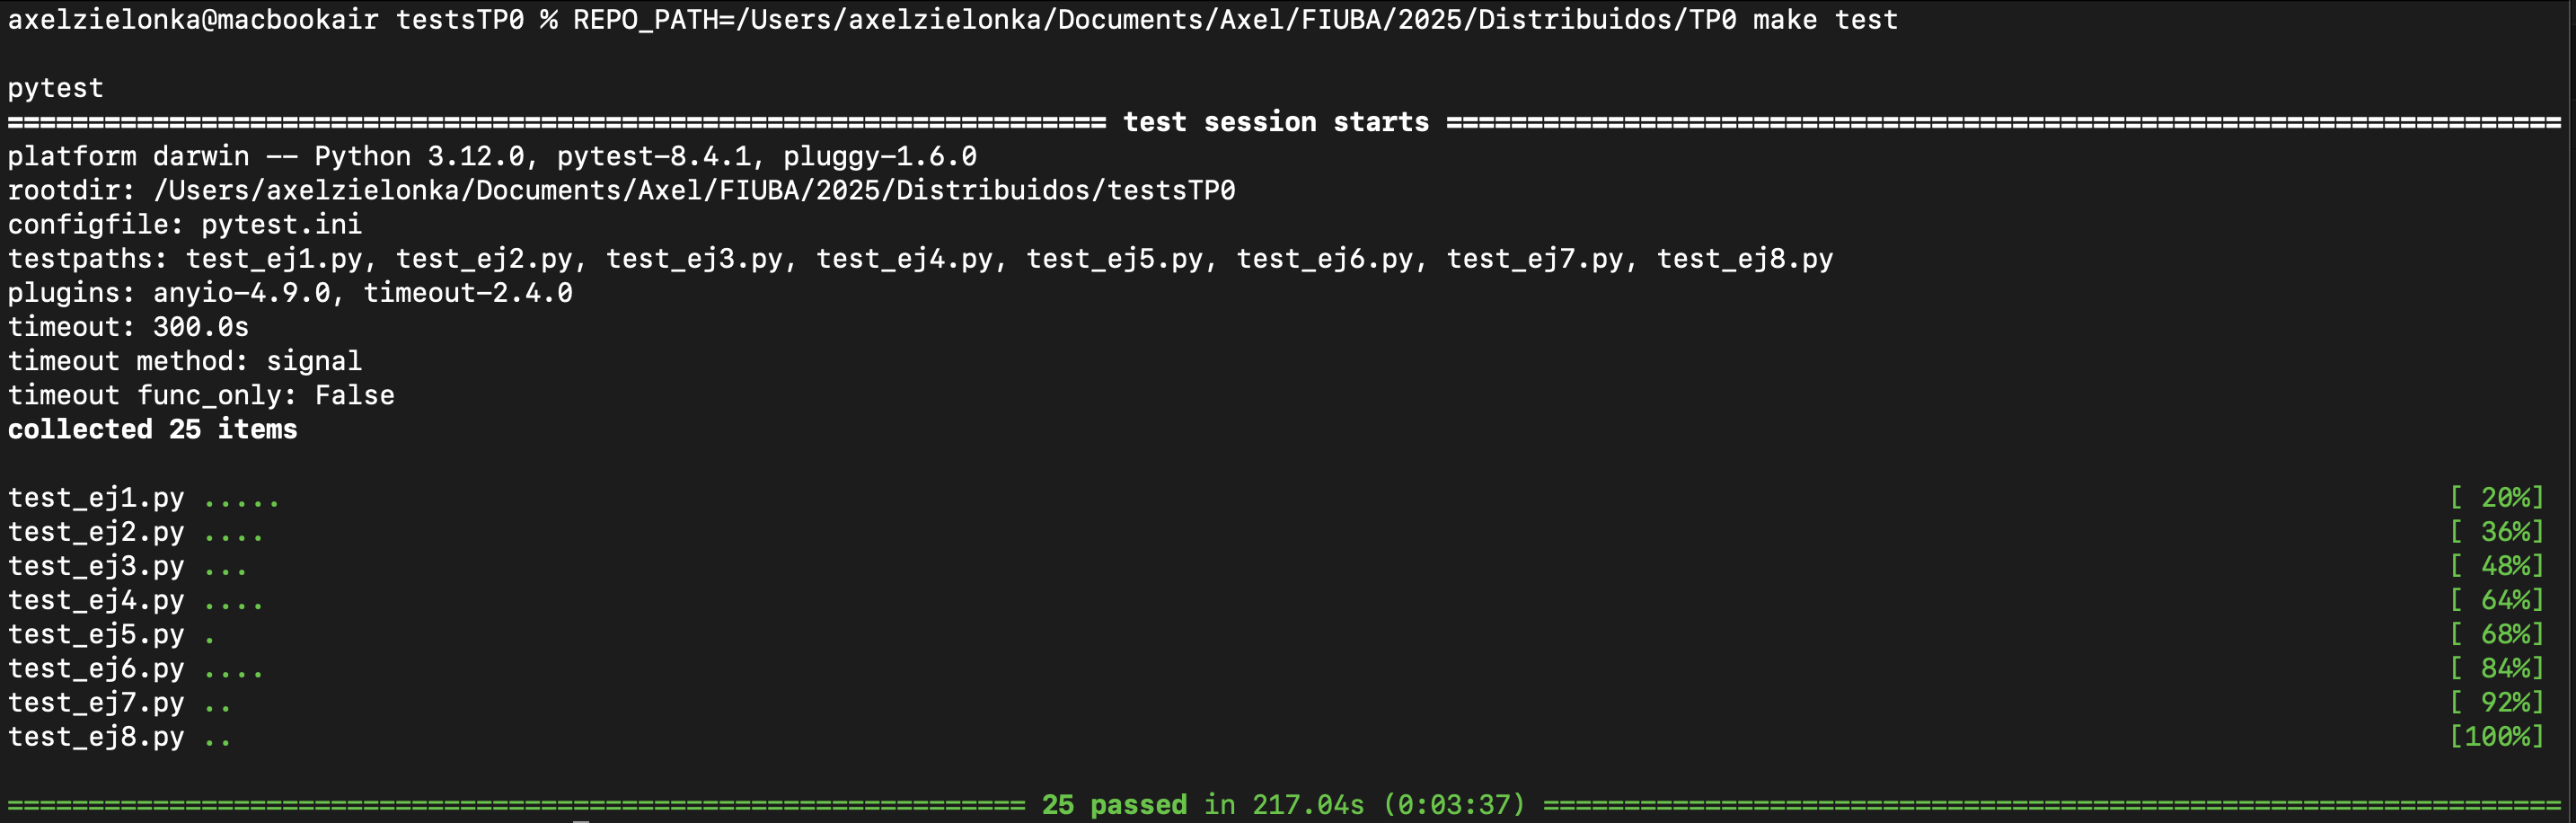 axelzielonka@macbookair testsTP0 % REPO_PATH=/Users/axelzielonka/Documents/Axel/FIUBA/2025/Distribuidos/TP0 make test
pytest
==================================================================== test session starts =====================================================================
platform darwin -- Python 3.12.0, pytest-8.4.1, pluggy-1.6.0
rootdir: /Users/axelzielonka/Documents/Axel/FIUBA/2025/Distribuidos/testsTP0
configfile: pytest.ini
testpaths: test_ej1.py, test_ej2.py, test_ej3.py, test_ej4.py, test_ej5.py, test_ej6.py, test_ej7.py, test_ej8.py
plugins: anyio-4.9.0, timeout-2.4.0
timeout: 300.0s
timeout method: signal
timeout func_only: False
collected 25 items
test_ej1.py ..... [ 20%]
test_ej2.py .... [ 36%]
test_ej3.py ... [ 48%]
test_ej4.py .... [ 64%]
test_ej5.py . [ 68%]
test_ej6.py .... [ 84%]
test_ej7.py .. [ 92%]
test_ej8.py .. [100%]
=============================================================== 25 passed in 217.04s (0:03:37) ===============================================================